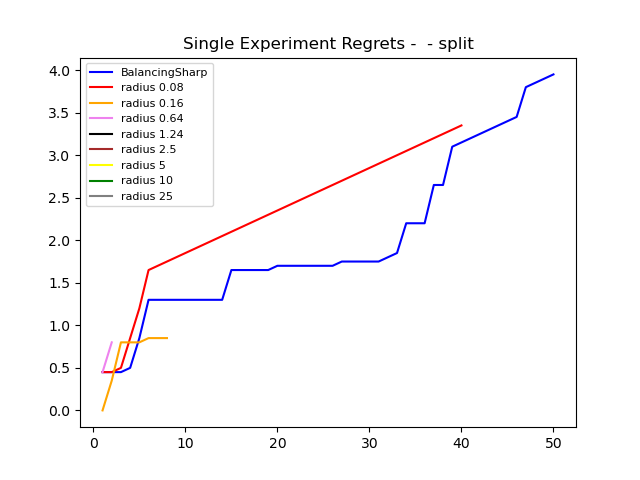 Single Experiment Regrets -  - split
BalancingSharp
radius 0.08
radius 0.16
radius 0.64
radius 1.24
radius 2.5
radius 5
radius 10
radius 25
4.0
3.5
3.0
2.5
2.0
1.5
1.0
0.5
0.0
0 10 20 30 40 50